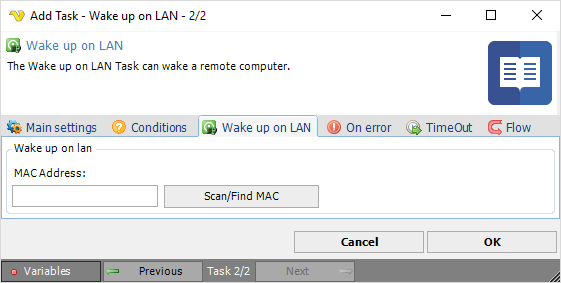 Add Task - Wake up on LAN - 2/2
Wake up on LAN
The Wake up on LAN Task can wake a remote computer.
Main settings Conditions Wake up on LAN On error TimeOut Flow
Wake up on lan
MAC Address:
Scan/Find MAC
Cancel OK
Variables Previous Task 2/2 Next